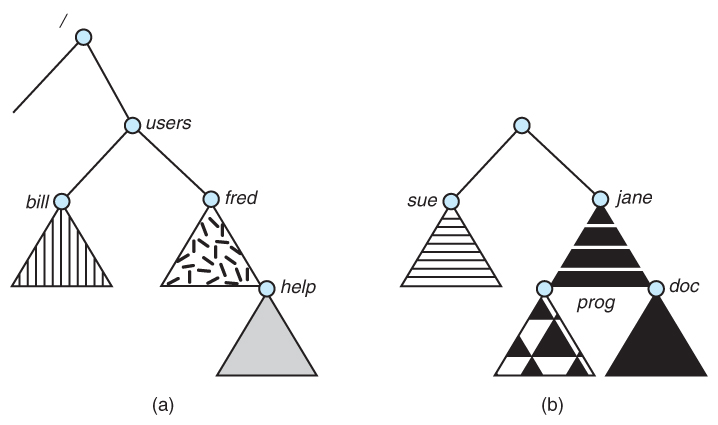 /
users
bill
fred
help
(a)
sue
jane
prog
doc
(b)